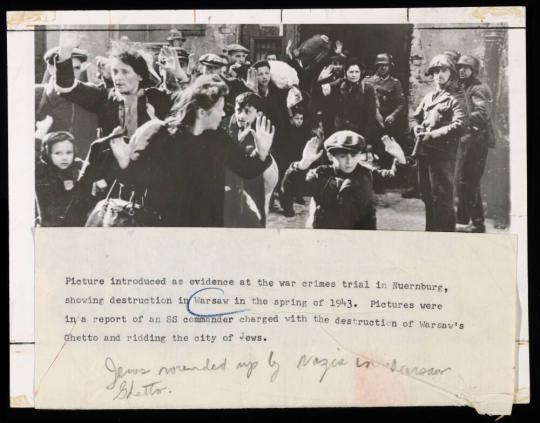 Picture introduced as evidence at the war crimes trial in Nuernburg,
showing destruction in Warsaw in the spring of 1943. Pictures were
in a report of an SS commander charged with the destruction of Warsaw's
Ghetto and ridding the city of Jews.
Jews rounded up by Nazis in Warsaw
Ghetto.